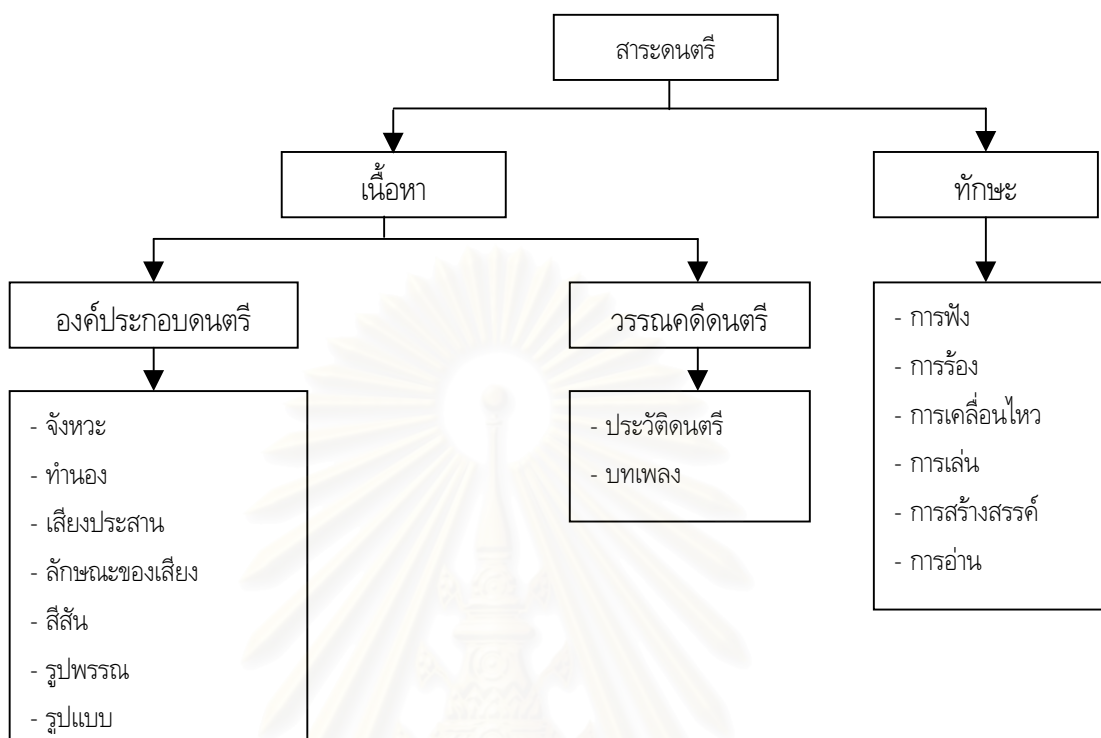 สาระดนตรี
เนื้อหา
ทักษะ
องค์ประกอบดนตรี
วรรณคดีดนตรี
- จังหวะ
- ทำนอง
- เสียงประสาน
- ลักษณะของเสียง
- สีสัน
- รูปพรรณ
- รูปแบบ
- ประวัติดนตรี
- บทเพลง
- การฟัง
- การร้อง
- การเคลื่อนไหว
- การเล่น
- การสร้างสรรค์
- การอ่าน